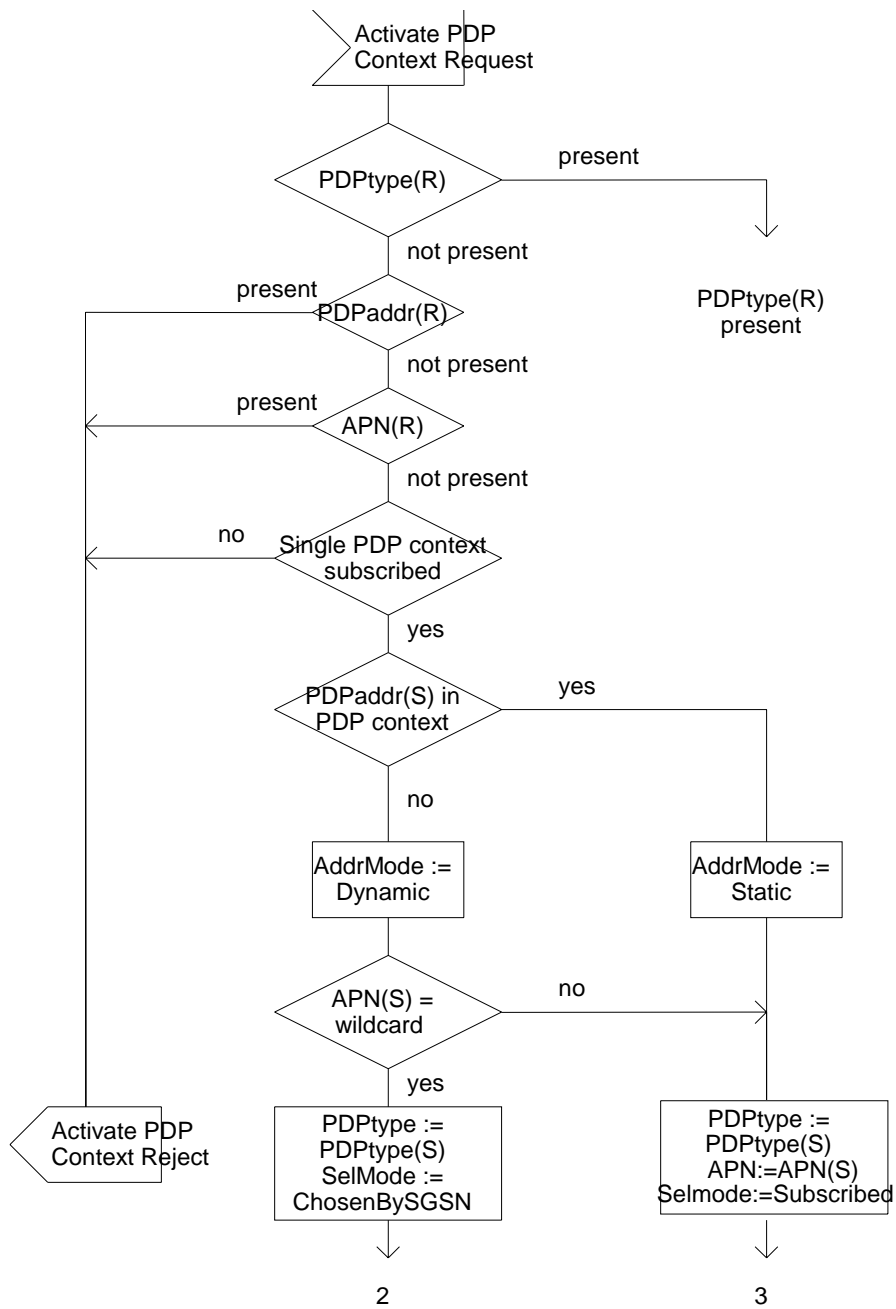 Activate PDP
Context Request
present
PDPtype(R)
not present
present
PDPaddr(R)
PDPtype(R)
present
not present
present
APN(R)
not present
no
Single PDP context
subscribed
yes
PDPaddr(S) in
PDP context
yes
no
AddrMode :=
Dynamic
AddrMode :=
Static
APN(S) =
wildcard
no
yes
Activate PDP
Context Reject
PDPtype :=
PDPtype(S)
SelMode :=
ChosenBySGSN
PDPtype :=
PDPtype(S)
APN:=APN(S)
Selmode:=Subscribed
2
3